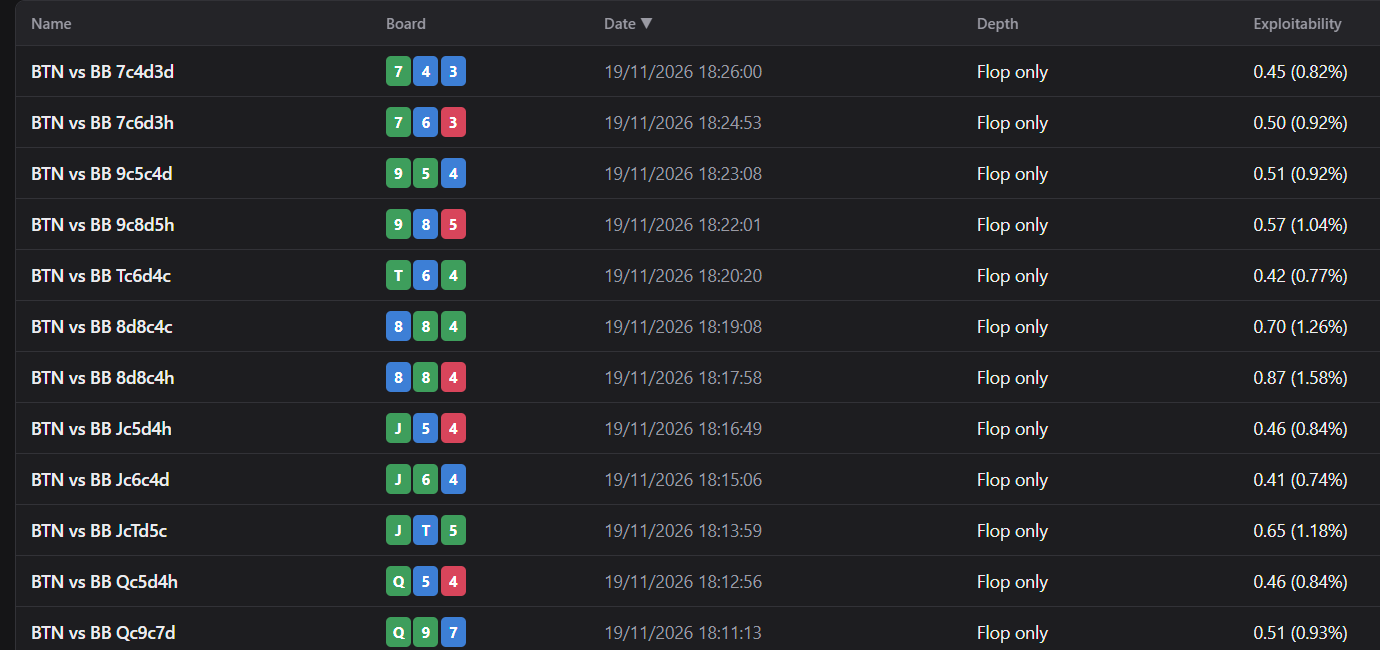 Name Board Date ▼ Depth Exploitability
BTN vs BB 7c4d3d 7 4 3 19/11/2026 18:26:00 Flop only 0.45 (0.82%)
BTN vs BB 7c6d3h 7 6 3 19/11/2026 18:24:53 Flop only 0.50 (0.92%)
BTN vs BB 9c5c4d 9 5 4 19/11/2026 18:23:08 Flop only 0.51 (0.92%)
BTN vs BB 9c8d5h 9 8 5 19/11/2026 18:22:01 Flop only 0.57 (1.04%)
BTN vs BB Tc6d4c T 6 4 19/11/2026 18:20:20 Flop only 0.42 (0.77%)
BTN vs BB 8d8c4c 8 8 4 19/11/2026 18:19:08 Flop only 0.70 (1.26%)
BTN vs BB 8d8c4h 8 8 4 19/11/2026 18:17:58 Flop only 0.87 (1.58%)
BTN vs BB Jc5d4h J 5 4 19/11/2026 18:16:49 Flop only 0.46 (0.84%)
BTN vs BB Jc6c4d J 6 4 19/11/2026 18:15:06 Flop only 0.41 (0.74%)
BTN vs BB JcTd5c J T 5 19/11/2026 18:13:59 Flop only 0.65 (1.18%)
BTN vs BB Qc5d4h Q 5 4 19/11/2026 18:12:56 Flop only 0.46 (0.84%)
BTN vs BB Qc9c7d Q 9 7 19/11/2026 18:11:13 Flop only 0.51 (0.93%)